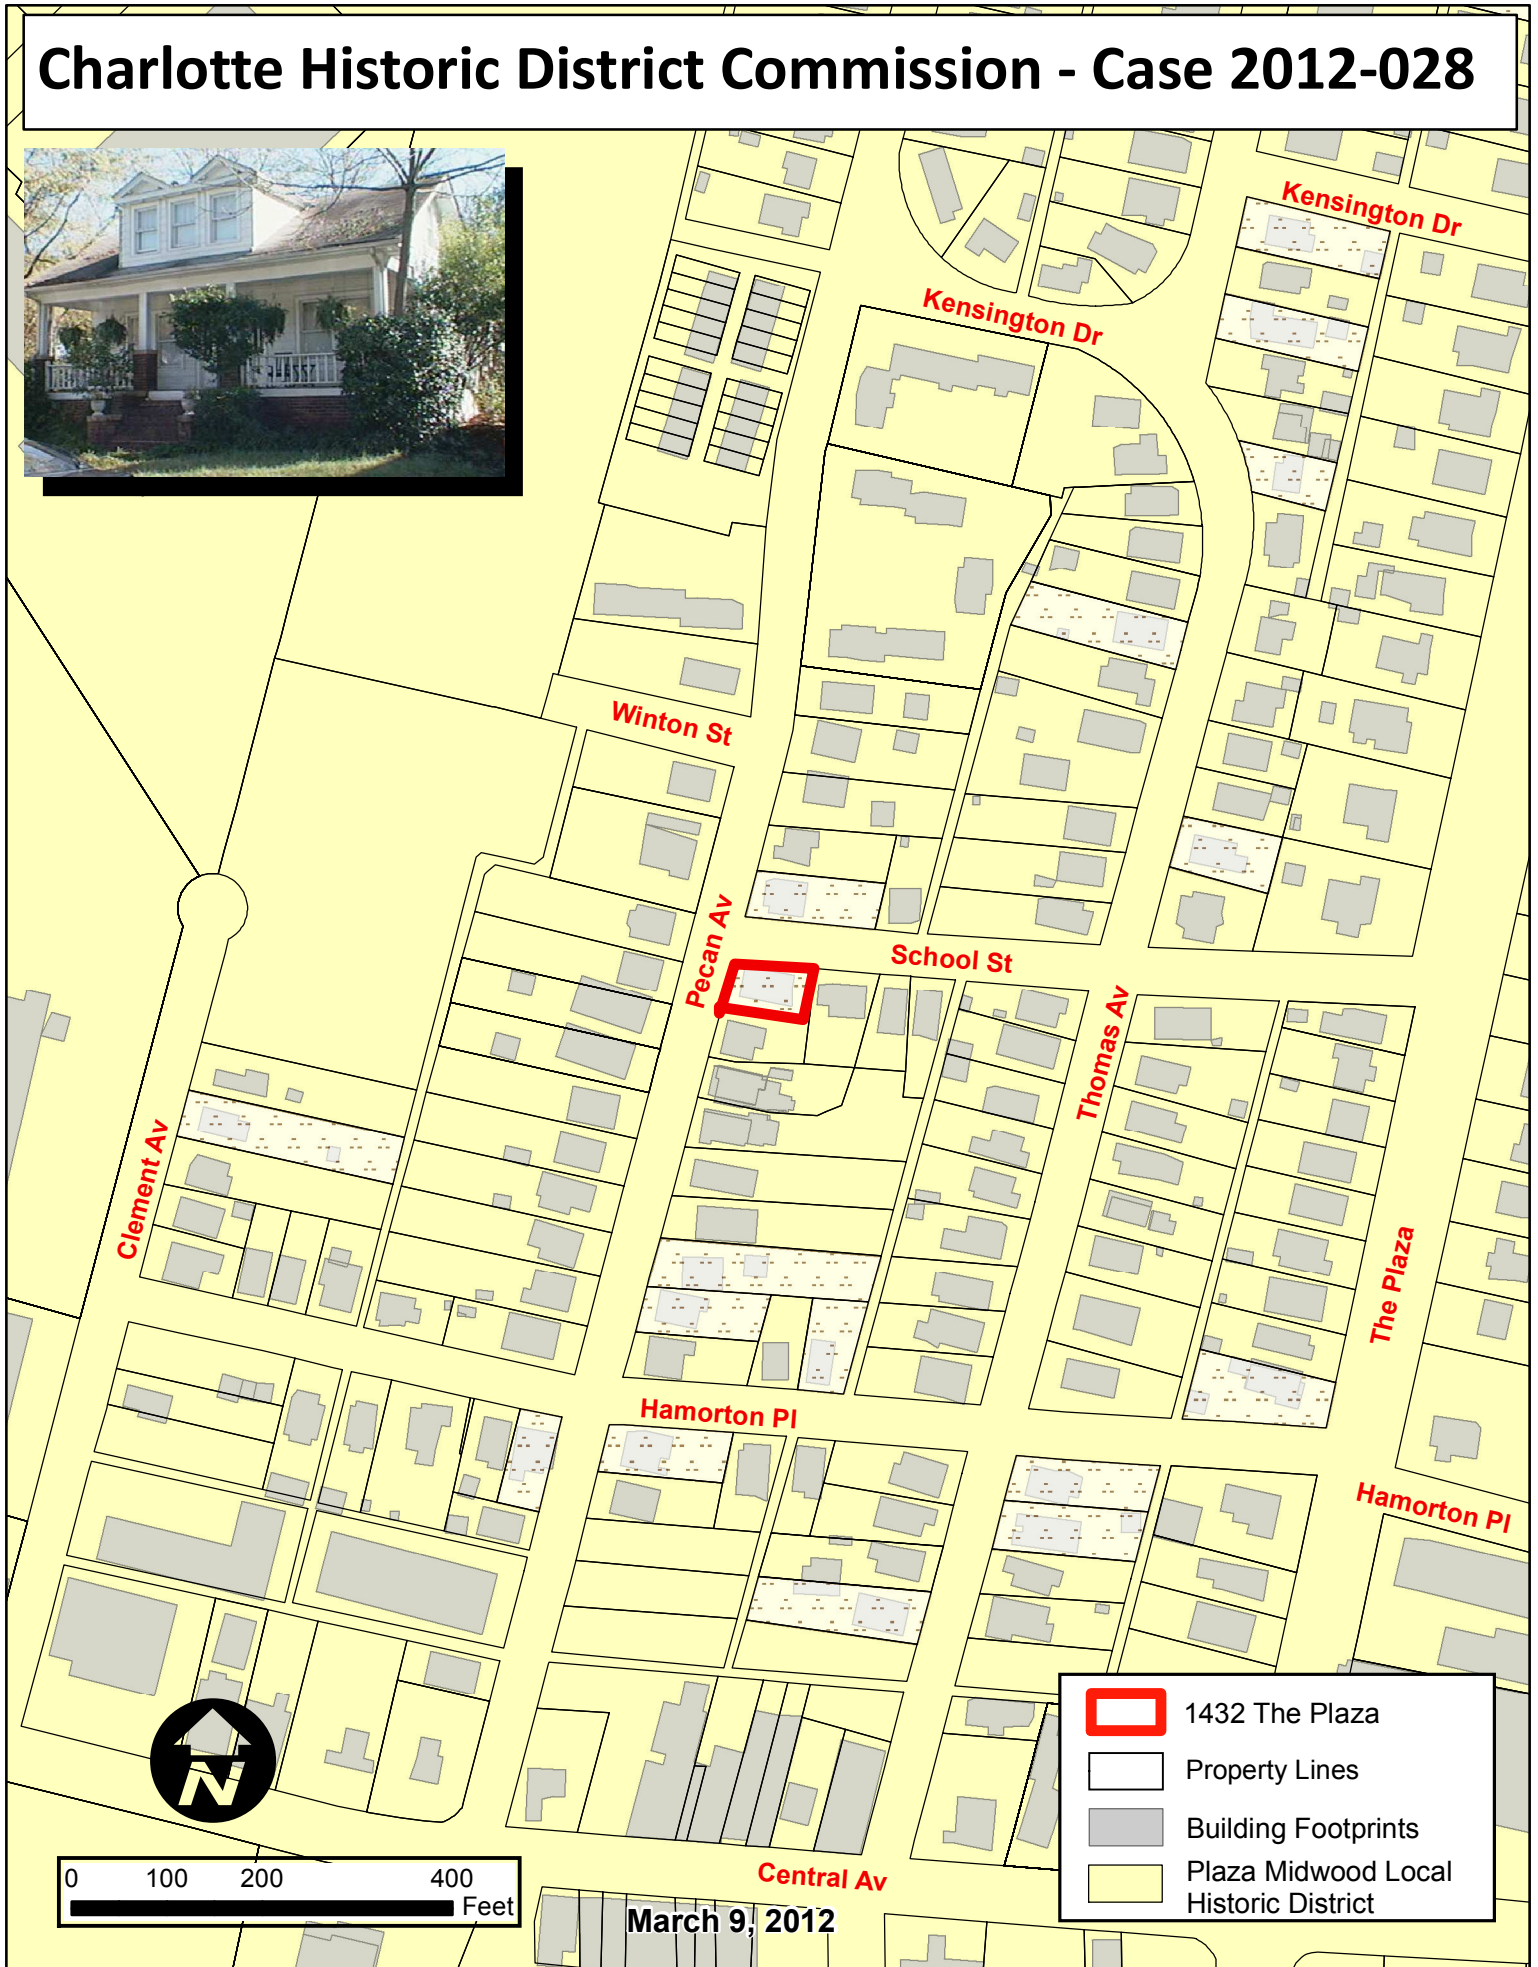 Charlotte Historic District Commission - Case 2012-028
Kensington Dr
Kensington Dr
Winton St
Pecan Av
School St
Thomas Av
Clement Av
The Plaza
Hamorton Pl
Hamorton Pl
1432 The Plaza
Property Lines
Building Footprints
Plaza Midwood Local
Historic District
N
0 100 200 400
Feet
Central Av
March 9, 2012